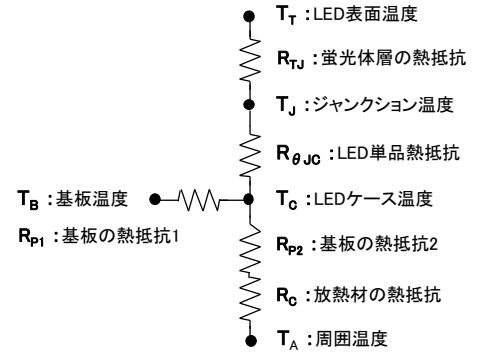 T_T：LED表面温度
R_TJ：蛍光体層の熱抵抗
T_J：ジャンクション温度
R_θJC：LED単品熱抵抗
T_B：基板温度
T_C：LEDケース温度
R_P1：基板の熱抵抗1
R_P2：基板の熱抵抗2
R_C：放熱材の熱抵抗
T_A：周囲温度